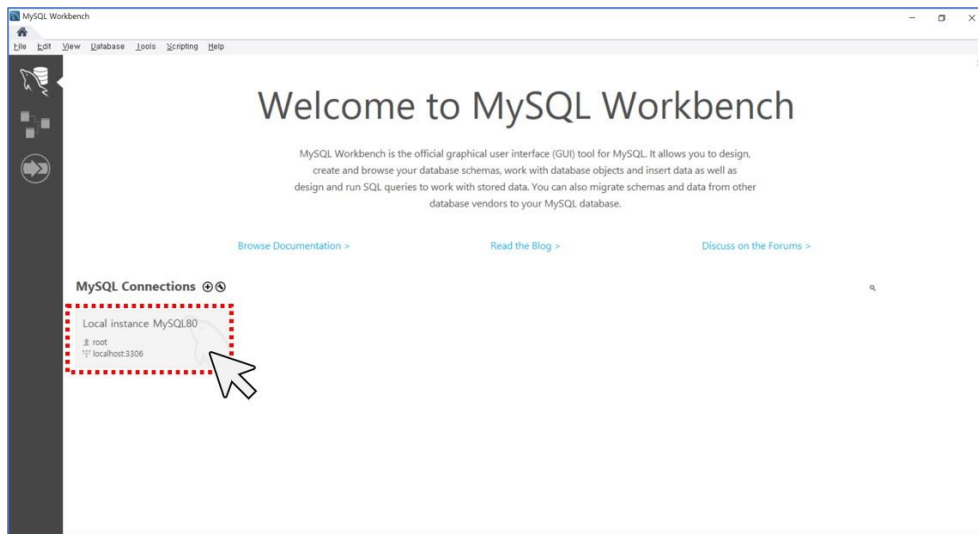 MySQL Workbench
File Edit View Database Tools Scripting Help
Welcome to MySQL Workbench
MySQL Workbench is the official graphical user interface (GUI) tool for MySQL. It allows you to design,
create and browse your database schemas, work with database objects and insert data as well as
design and run SQL queries to work with stored data. You can also migrate schemas and data from other
database vendors to your MySQL database.
Browse Documentation > Read the Blog > Discuss on the Forums >
MySQL Connections
Local instance MySQL80
root
localhost:3306